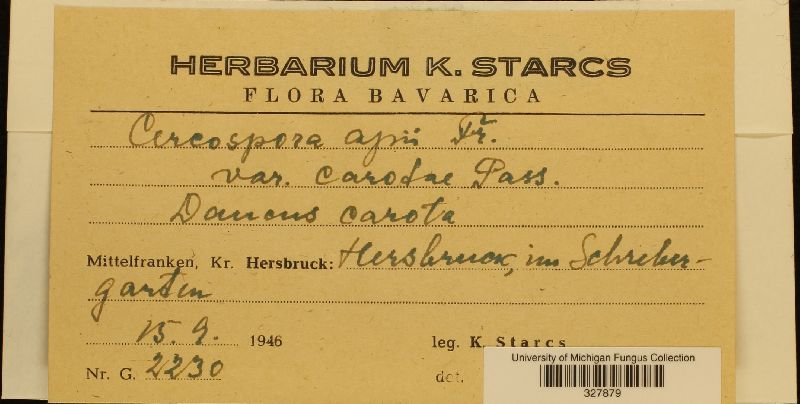 HERBARIUM K. STARCS
FLORA BAVARICA
Cercospora apii Fr.
var. carotae Pass.
Daucus carota
Mittelfranken, Kr. Hersbruck: Hersbruck, im Schreber-
garten
15. 9. 1946 leg. K. Starcs
Nr. G. 2230 det.
University of Michigan Fungus Collection
327879